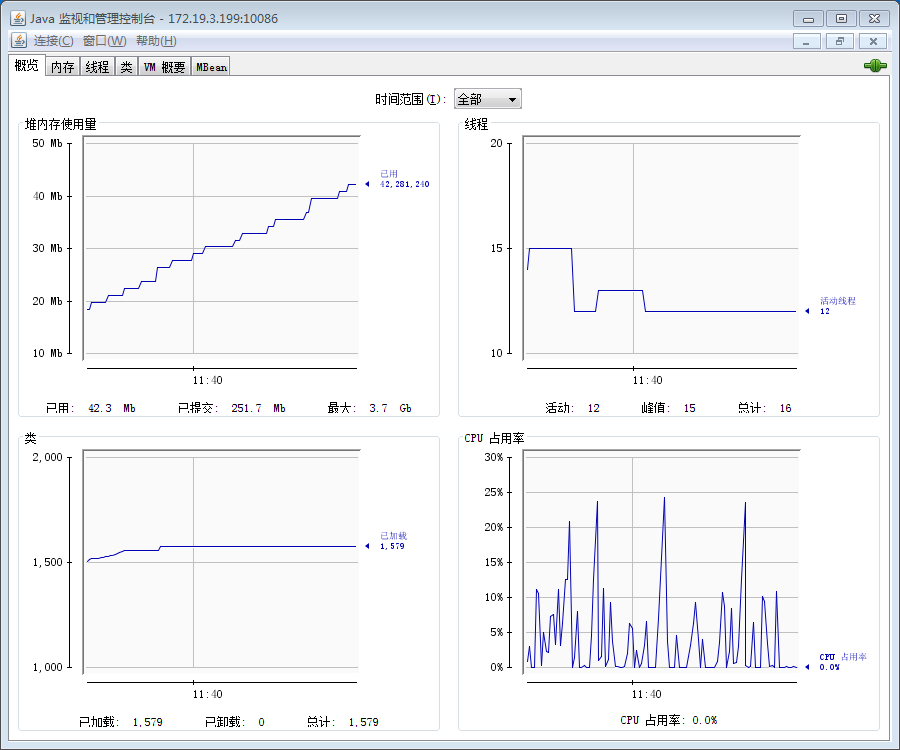 Java 监视和管理控制台 - 172.19.3.199:10086
连接(C) 窗口(W) 帮助(H)
概览 内存 线程 类 VM 概要 MBean
时间范围(I): 全部
堆内存使用量
50 Mb
40 Mb
30 Mb
20 Mb
10 Mb
已用
42,281,240
11:40
已用: 42.3 Mb 已提交: 251.7 Mb 最大: 3.7 Gb
线程
20
15
10
活动线程
12
11:40
活动: 12 峰值: 15 总计: 16
类
2,000
1,500
1,000
已加载
1,579
11:40
已加载: 1,579 已卸载: 0 总计: 1,579
CPU 占用率
30%
25%
20%
15%
10%
5%
0%
CPU 占用率
0.0%
11:40
CPU 占用率: 0.0%